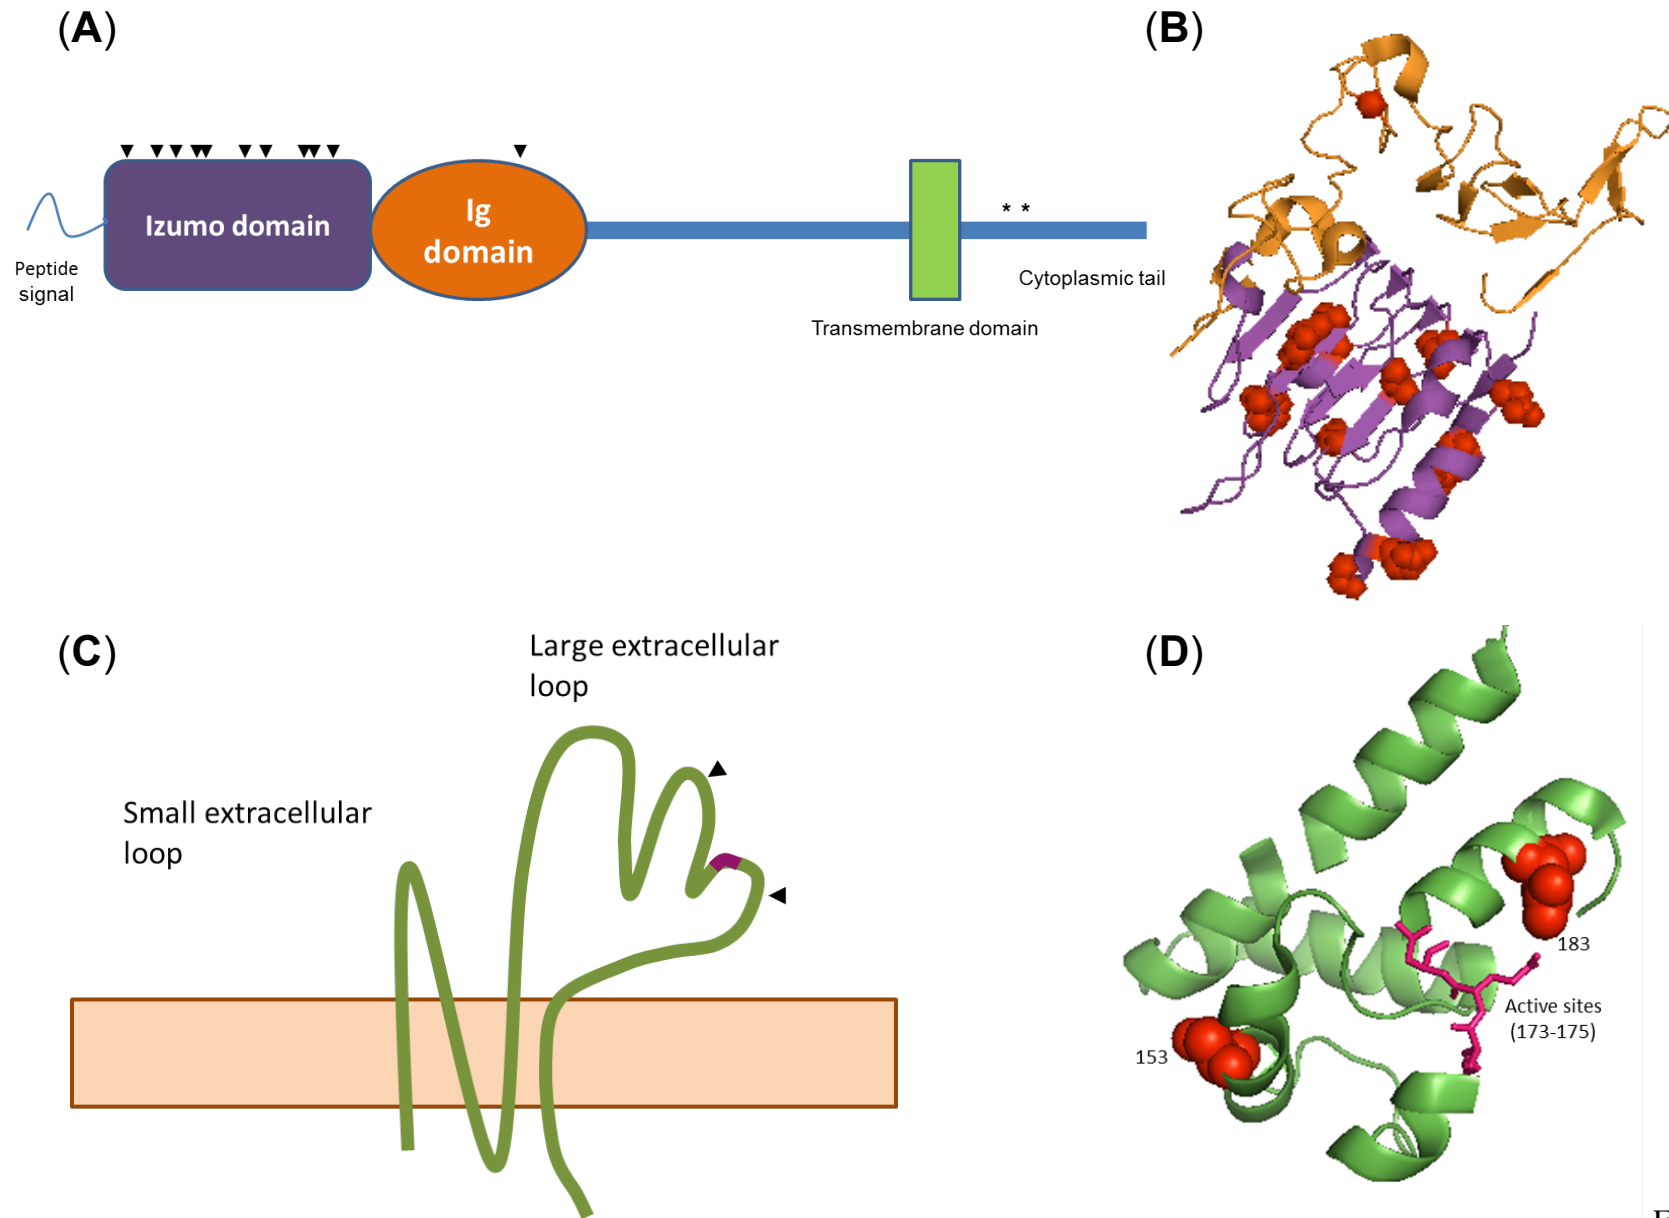 (A)
(B)
Izumo domain
Ig
domain
* *
Peptide
signal
Cytoplasmic tail
Transmembrane domain
(C)
Large extracellular
loop
(D)
Small extracellular
loop
183
Active sites
(173-175)
153